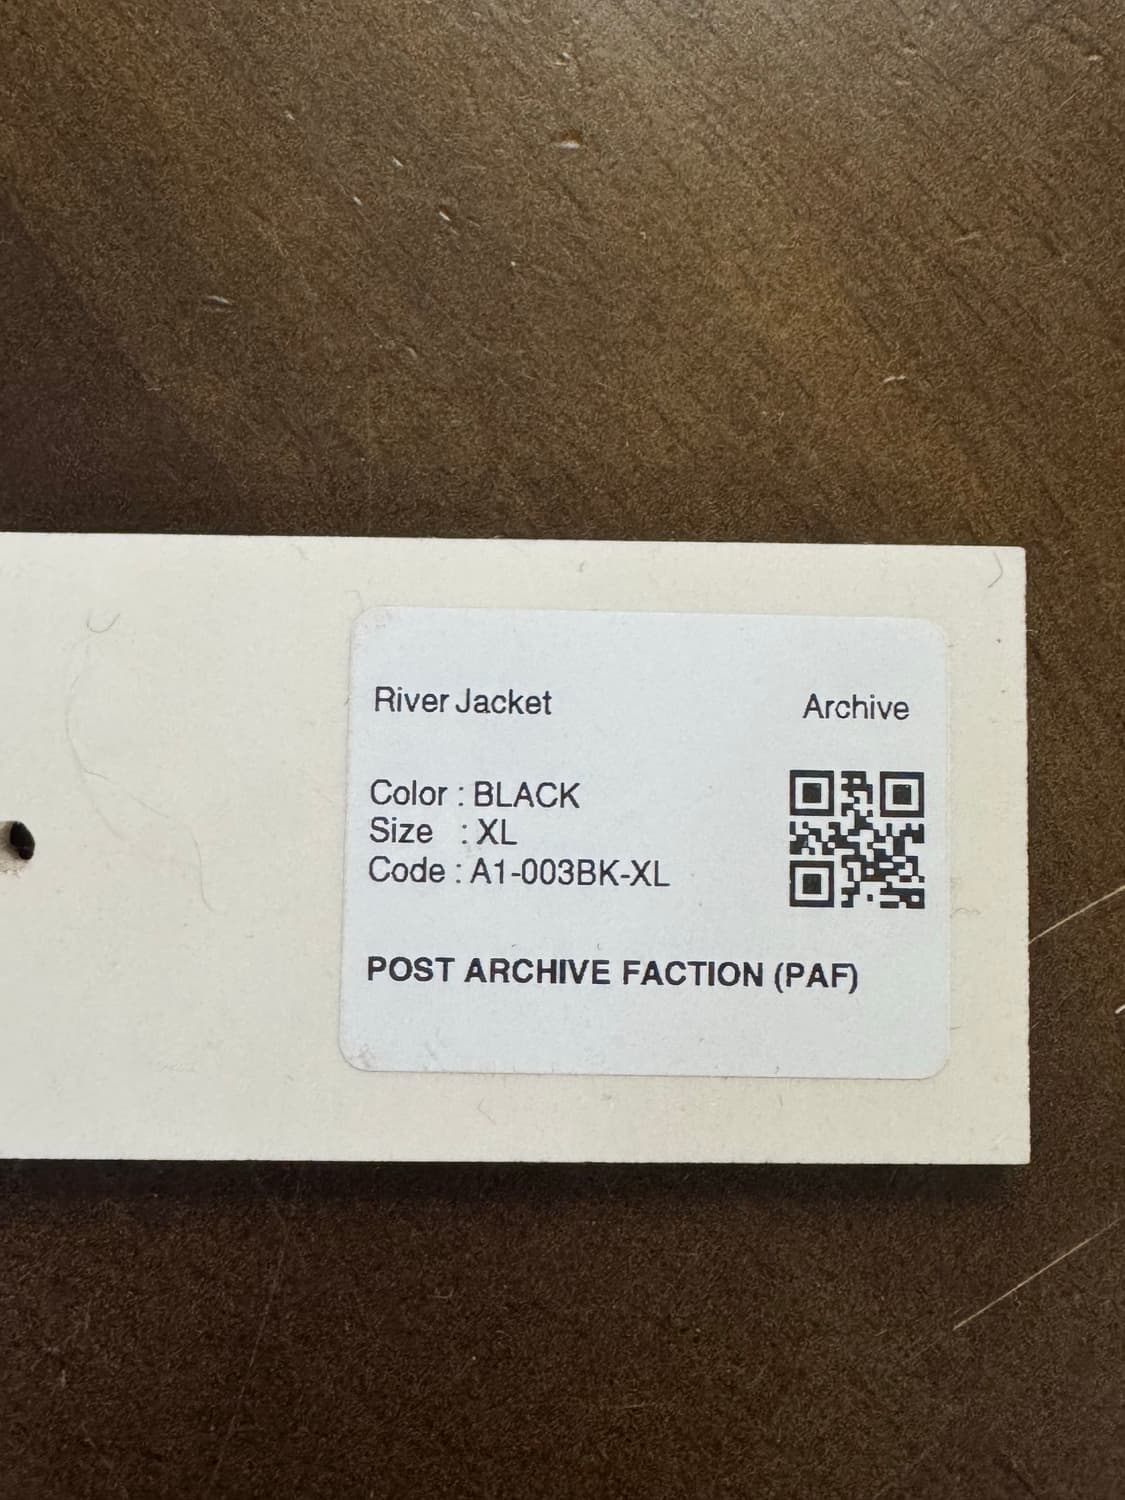 River Jacket
Archive
Color : BLACK
Size : XL
Code : A1-003BK-XL
POST ARCHIVE FACTION (PAF)